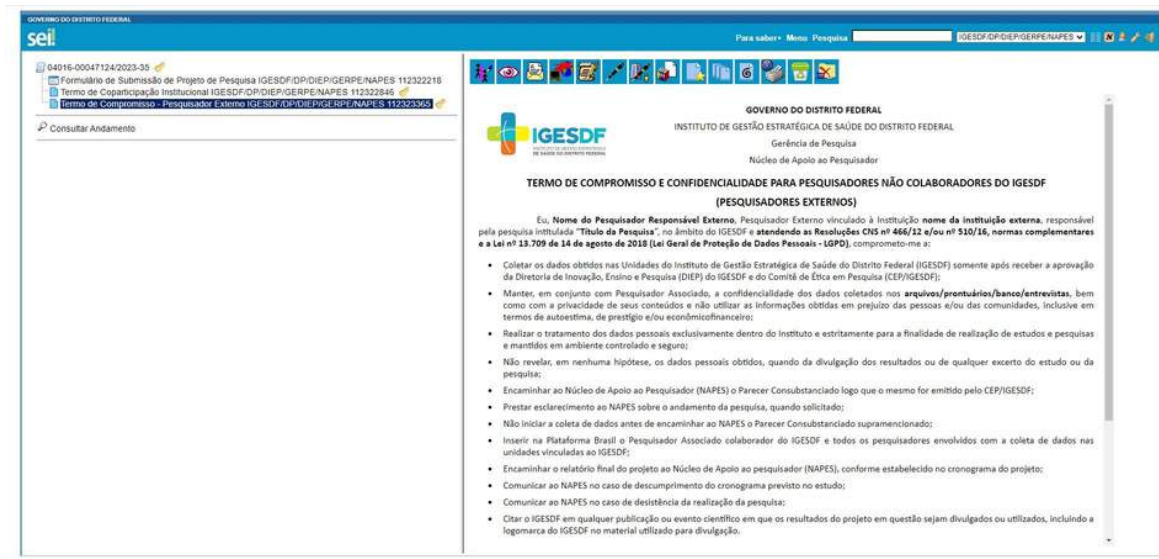 GOVERNO DO DISTRITO FEDERAL
sei!
Para saber+ Menu Pesquisa
IGESDF/DP/DIEP/GERPE/NAPES
04016-00047124/2023-35
Formulário de Submissão de Projeto de Pesquisa IGESDF/DP/DIEP/GERPE/NAPES 112322218
Termo de Coparticipação Institucional IGESDF/DP/DIEP/GERPE/NAPES 112322846
Termo de Compromisso - Pesquisador Externo IGESDF/DP/DIEP/GERPE/NAPES 112323365
Consultar Andamento
IGESDF
INSTITUTO DE GESTÃO ESTRATÉGICA
DE SAÚDE DO DISTRITO FEDERAL
GOVERNO DO DISTRITO FEDERAL
INSTITUTO DE GESTÃO ESTRATÉGICA DE SAÚDE DO DISTRITO FEDERAL
Gerência de Pesquisa
Núcleo de Apoio ao Pesquisador
TERMO DE COMPROMISSO E CONFIDENCIALIDADE PARA PESQUISADORES NÃO COLABORADORES DO IGESDF
(PESQUISADORES EXTERNOS)
Eu, Nome do Pesquisador Responsável Externo, Pesquisador Externo vinculado à Instituição nome da instituição externa, responsável
pela pesquisa intitulada "Título da Pesquisa", no âmbito do IGESDF e atendendo as Resoluções CNS nº 466/12 e/ou nº 510/16, normas complementares
e a Lei nº 13.709 de 14 de agosto de 2018 (Lei Geral de Proteção de Dados Pessoais - LGPD), comprometo-me a:
• Coletar os dados obtidos nas Unidades do Instituto de Gestão Estratégica de Saúde do Distrito Federal (IGESDF) somente após receber a aprovação
da Diretoria de Inovação, Ensino e Pesquisa (DIEP) do IGESDF e do Comitê de Ética em Pesquisa (CEP/IGESDF);
• Manter, em conjunto com Pesquisador Associado, a confidencialidade dos dados coletados nos arquivos/prontuários/banco/entrevistas, bem
como com a privacidade de seus conteúdos e não utilizar as informações obtidas em prejuízo das pessoas e/ou das comunidades, inclusive em
termos de autoestima, de prestígio e/ou econômicofinanceiro;
• Realizar o tratamento dos dados pessoais exclusivamente dentro do Instituto e estritamente para a finalidade de realização de estudos e pesquisas
e mantidos em ambiente controlado e seguro;
• Não revelar, em nenhuma hipótese, os dados pessoais obtidos, quando da divulgação dos resultados ou de qualquer excerto do estudo ou da
pesquisa;
• Encaminhar ao Núcleo de Apoio ao Pesquisador (NAPES) o Parecer Consubstanciado logo que o mesmo for emitido pelo CEP/IGESDF;
• Prestar esclarecimento ao NAPES sobre o andamento da pesquisa, quando solicitado;
• Não iniciar a coleta de dados antes de encaminhar ao NAPES o Parecer Consubstanciado supramencionado;
• Inserir na Plataforma Brasil o Pesquisador Associado colaborador do IGESDF e todos os pesquisadores envolvidos com a coleta de dados nas
unidades vinculadas ao IGESDF;
• Encaminhar o relatório final do projeto ao Núcleo de Apoio ao pesquisador (NAPES), conforme estabelecido no cronograma do projeto;
• Comunicar ao NAPES no caso de descumprimento do cronograma previsto no estudo;
• Comunicar ao NAPES no caso de desistência da realização da pesquisa;
• Citar o IGESDF em qualquer publicação ou evento científico em que os resultados do projeto em questão sejam divulgados ou utilizados, incluindo a
logomarca do IGESDF no material utilizado para divulgação.